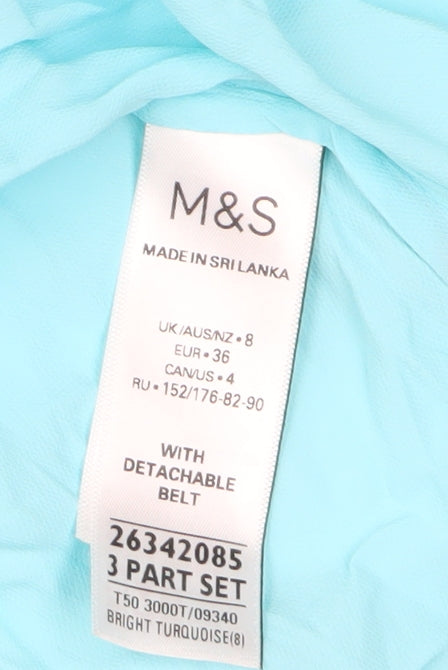 M&S
MADE IN SRI LANKA
UK/AUS/NZ • 8
EUR • 36
CAN/US • 4
RU • 152/176-82-90
WITH
DETACHABLE
BELT
26342085
3 PART SET
T50 3000T/09340
BRIGHT TURQUOISE(8)